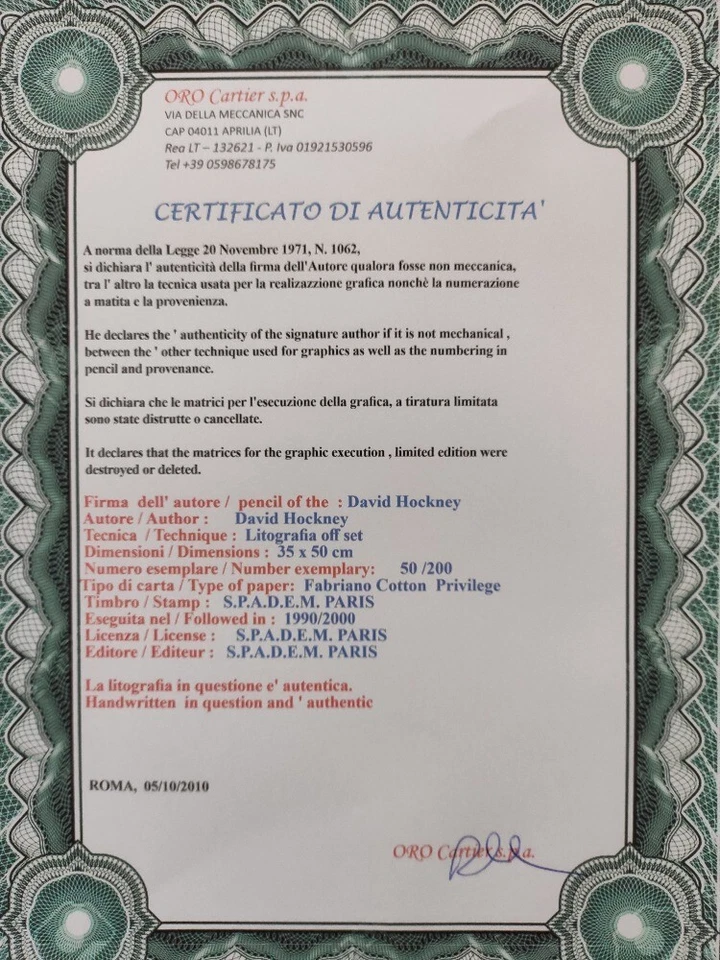 ORO Cartier s.p.a.
VIA DELLA MECCANICA SNC
CAP 04011 APRILIA (LT)
Rea LT – 132621 - P. Iva 01921530596
Tel +39 0598678175
CERTIFICATO DI AUTENTICITA'
A norma della Legge 20 Novembre 1971, N. 1062,
si dichiara l' autenticità della firma dell'Autore qualora fosse non meccanica,
tra l' altro la tecnica usata per la realizazzione grafica nonchè la numerazione
a matita e la provenienza.
He declares the ' authenticity of the signature author if it is not mechanical ,
between the ' other technique used for graphics as well as the numbering in
pencil and provenance.
Si dichiara che le matrici per l'esecuzione della grafica, a tiratura limitata
sono state distrutte o cancellate.
It declares that the matrices for the graphic execution , limited edition were
destroyed or deleted.
Firma dell' autore / pencil of the : David Hockney
Autore / Author : David Hockney
Tecnica / Technique : Litografia off set
Dimensioni / Dimensions : 35 x 50 cm
Numero esemplare / Number exemplary: 50 /200
Tipo di carta / Type of paper: Fabriano Cotton Privilege
Timbro / Stamp : S.P.A.D.E.M. PARIS
Eseguita nel / Followed in : 1990/2000
Licenza / License : S.P.A.D.E.M. PARIS
Editore / Editeur : S.P.A.D.E.M. PARIS
La litografia in questione e' autentica.
Handwritten in question and ' authentic
ROMA, 05/10/2010
ORO Cartier s.p.a.